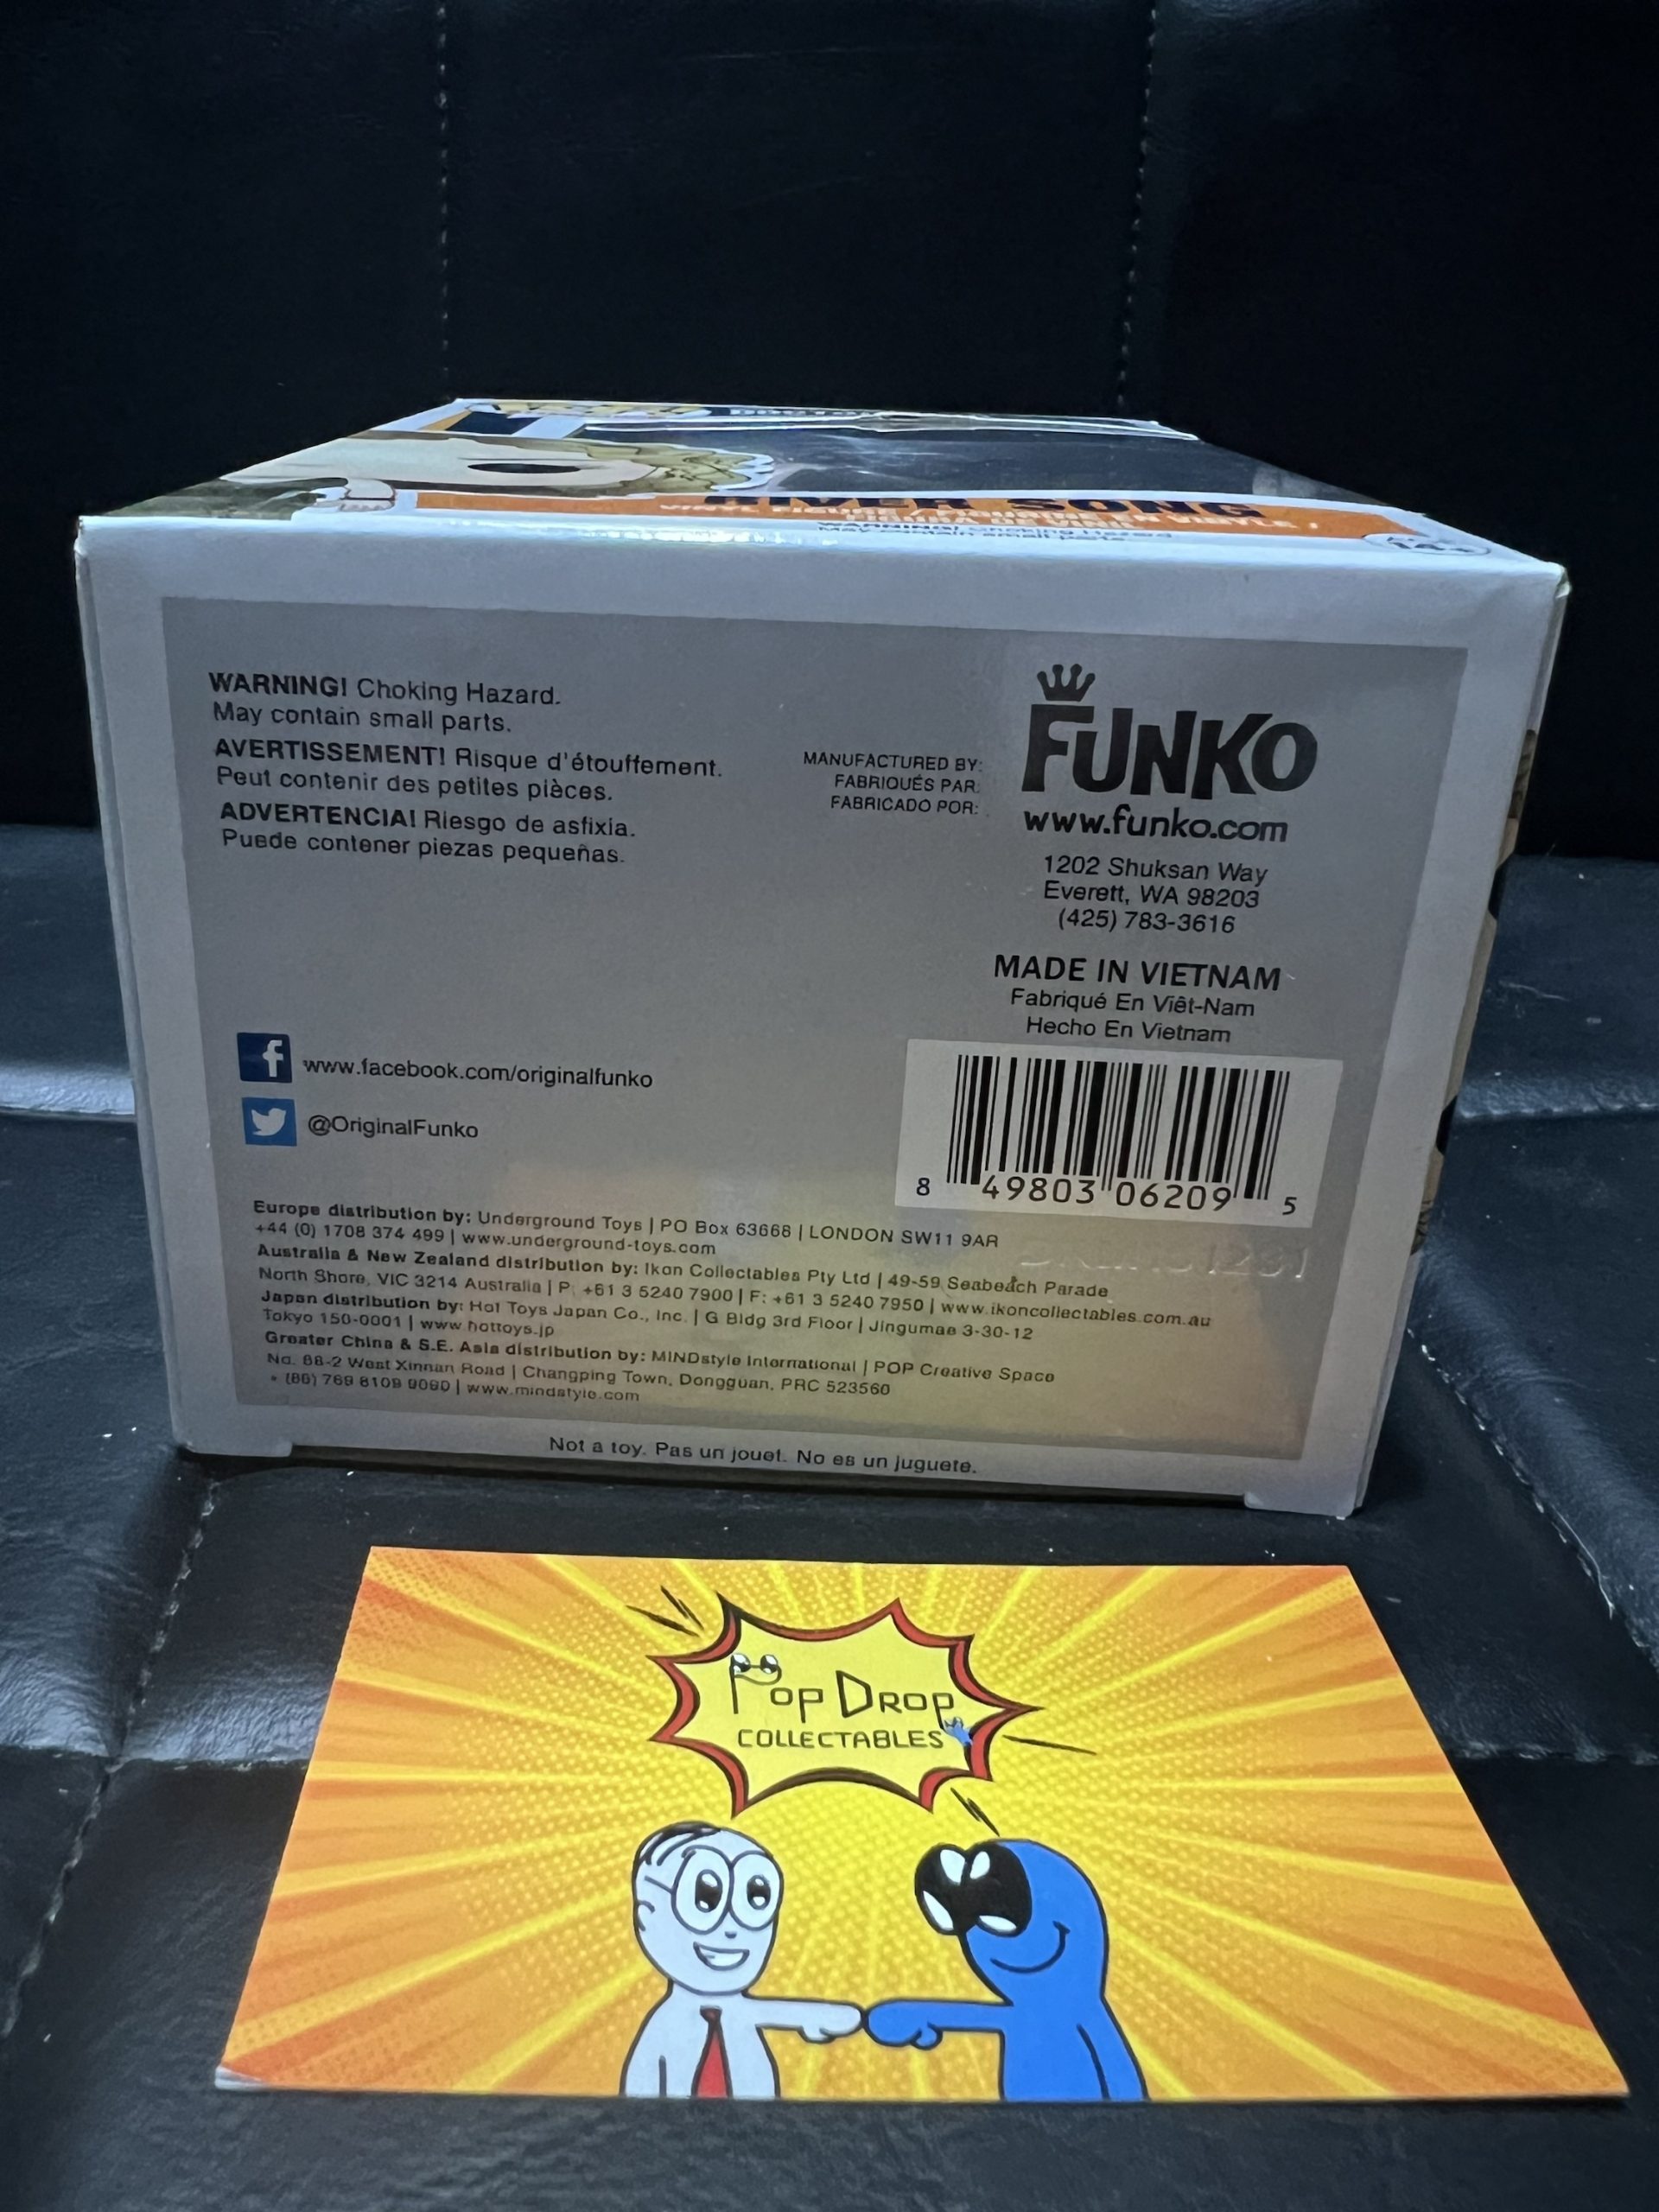 RIVER SONG
WARNING! Choking Hazard
May contain small parts.
WARNING! Choking Hazard.
May contain small parts.
AVERTISSEMENT! Risque d'étouffement.
Peut contenir des petites pièces.
ADVERTENCIA! Riesgo de asfixia.
Puede contener piezas pequeñas.
MANUFACTURED BY:
FABRIQUÉS PAR:
FABRICADO POR:
FUNKO
www.funko.com
1202 Shuksan Way
Everett, WA 98203
(425) 783-3616
MADE IN VIETNAM
Fabriqué En Viêt-Nam
Hecho En Vietnam
f www.facebook.com/originalfunko
@OriginalFunko
8 49803 06209 5
Europe distribution by: Underground Toys | PO Box 63668 | LONDON SW11 9AR
+44 (0) 1708 374 499 | www.underground-toys.com
Australia & New Zealand distribution by: Ikon Collectables Pty Ltd | 49-59 Seabeach Parade
North Shore, VIC 3214 Australia | P: +61 3 5240 7900 | F: +61 3 5240 7950 | www.ikoncollectables.com.au
Japan distribution by: Hot Toys Japan Co., Inc. | G Bldg 3rd Floor | Jingumae 3-30-12
Tokyo 150-0001 | www.hottoys.jp
Greater China & S.E. Asia distribution by: MINDstyle International | POP Creative Space
No. 68-2 West Xinnan Road | Changping Town, Dongguan, PRC 523560
+ (86) 769 8109 9090 | www.mindstyle.com
Not a toy. Pas un jouet. No es un juguete.
POP DROP
COLLECTABLES